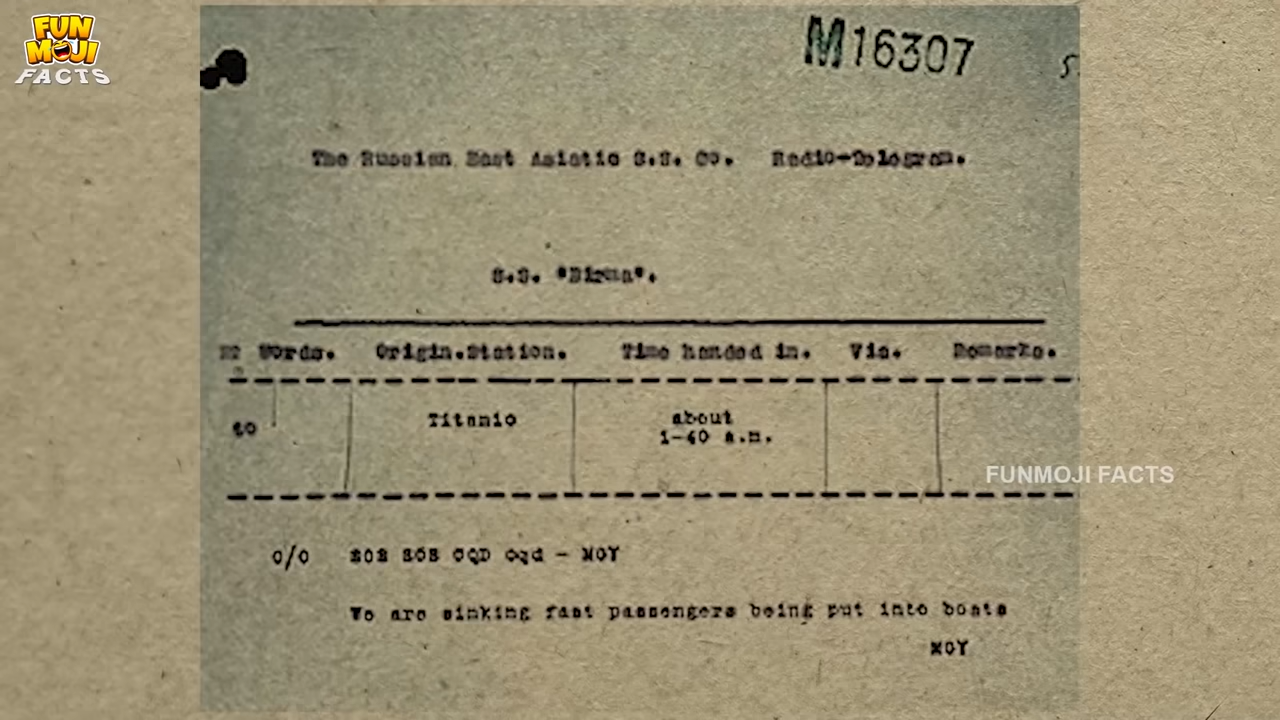 FUN
MOJI
FACTS
M16307
5
The Russian East Asiatic S.S. Co. Radio-Telegram.
S.S. "Birma".
Words. Origin.Station. Time handed in. Via. Remarks.
Titanic about
1-40 a.m.
FUNMOJI FACTS
c/o SOS SOS CQD cqd - MGY
We are sinking fast passengers being put into boats
MGY